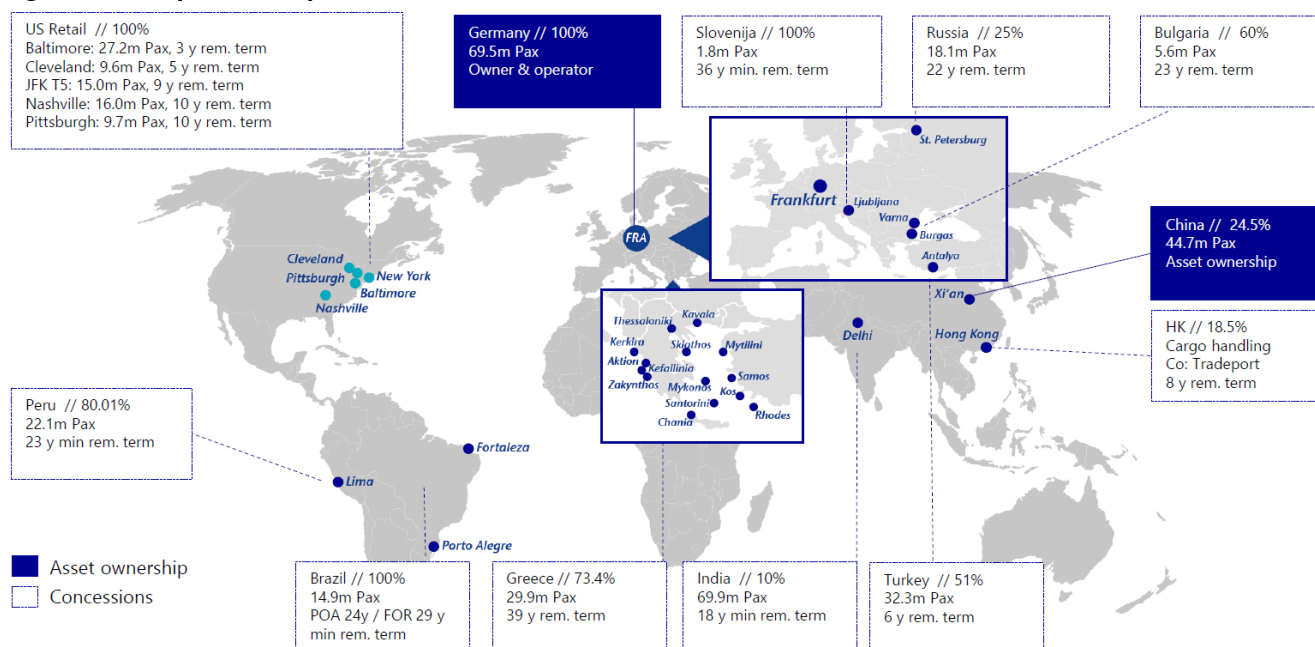 US Retail // 100%
Baltimore: 27.2m Pax, 3 y rem. term
Cleveland: 9.6m Pax, 5 y rem. term
JFK T5: 15.0m Pax, 9 y rem. term
Nashville: 16.0m Pax, 10 y rem. term
Pittsburgh: 9.7m Pax, 10 y rem. term
Germany // 100%
69.5m Pax
Owner & operator
Slovenija // 100%
1.8m Pax
36 y min. rem. term
Russia // 25%
18.1m Pax
22 y rem. term
Bulgaria // 60%
5.6m Pax
23 y rem. term
St. Petersburg
Frankfurt
Ljubljana
Varna
Burgas
Antalya
FRA
Cleveland
Pittsburgh
New York
Baltimore
Nashville
China // 24.5%
44.7m Pax
Asset ownership
Xi'an
Delhi
Hong Kong
HK // 18.5%
Cargo handling
Co: Tradeport
8 y rem. term
Thessaloniki
Kavala
Kerkira
Skiathos
Mytilini
Aktion
Kefallinia
Zakynthos
Mykonos
Samos
Kos
Santorini
Rhodes
Chania
Peru // 80.01%
22.1m Pax
23 y min rem. term
Fortaleza
Lima
Porto Alegre
Asset ownership
Concessions
Brazil // 100%
14.9m Pax
POA 24y / FOR 29 y
min rem. term
Greece // 73.4%
29.9m Pax
39 y rem. term
India // 10%
69.9m Pax
18 y min rem. term
Turkey // 51%
32.3m Pax
6 y rem. term